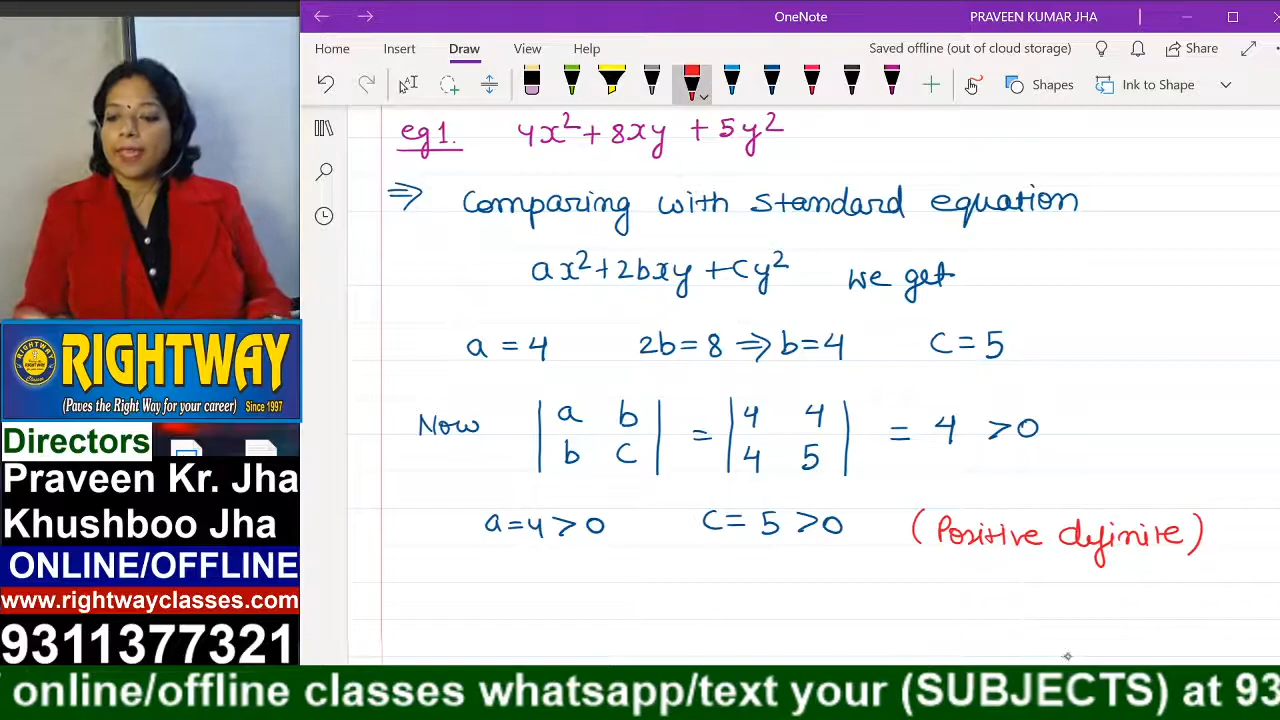 OneNote
PRAVEEN KUMAR JHA
Home Insert Draw View Help
Saved offline (out of cloud storage)
Share
Shapes
Ink to Shape
eg1. 4x² + 8xy + 5y²
⇒ Comparing with standard equation
ax² + 2bxy + cy² we get
a = 4 2b = 8 ⇒ b = 4 C = 5
Now | a b | = | 4 4 | = 4 > 0
| b c | | 4 5 |
a = 4 > 0 C = 5 > 0 (Positive definite)
RIGHTWAY
(Paves the Right Way for your career) Since 1997
Directors
Praveen Kr. Jha
Khushboo Jha
ONLINE/OFFLINE
www.rightwayclasses.com
9311377321
online/offline classes whatsapp/text your (SUBJECTS) at 93